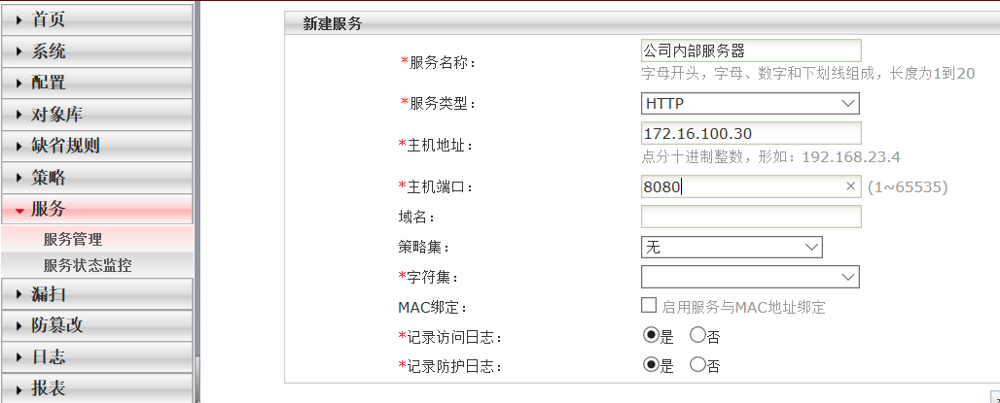 首页
系统
配置
对象库
缺省规则
策略
服务
服务管理
服务状态监控
漏扫
防篡改
日志
报表
新建服务
*服务名称： 公司内部服务器
字母开头，字母、数字和下划线组成，长度为1到20
*服务类型： HTTP
*主机地址： 172.16.100.30
点分十进制整数，形如：192.168.23.4
*主机端口： 8080 × (1~65535)
域名：
策略集： 无
*字符集：
MAC绑定： 启用服务与MAC地址绑定
*记录访问日志： 是 否
*记录防护日志： 是 否